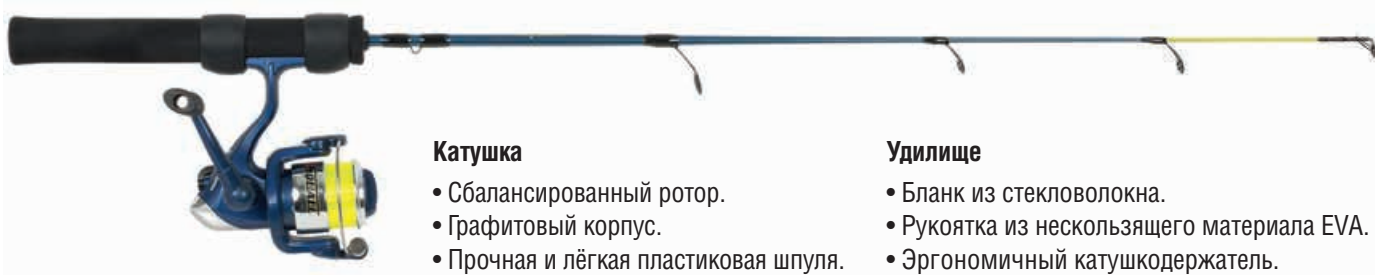 Катушка
• Сбалансированный ротор.
• Графитовый корпус.
• Прочная и лёгкая пластиковая шпуля.
Удилище
• Бланк из стекловолокна.
• Рукоятка из нескользящего материала EVA.
• Эргономичный катушкодержатель.